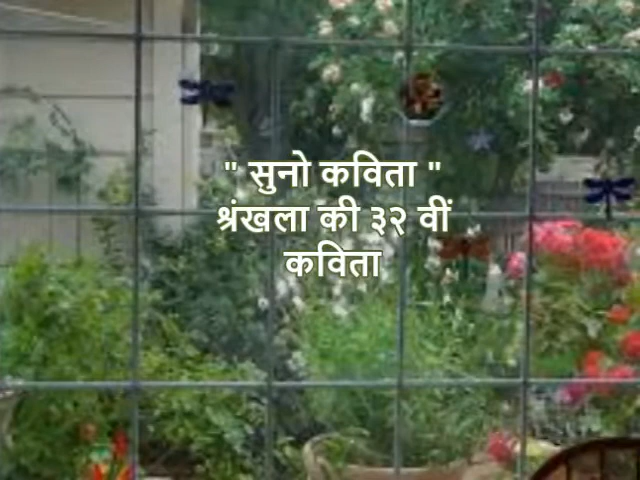 " सुनो कविता "
श्रंखला की ३२ वीं
कविता